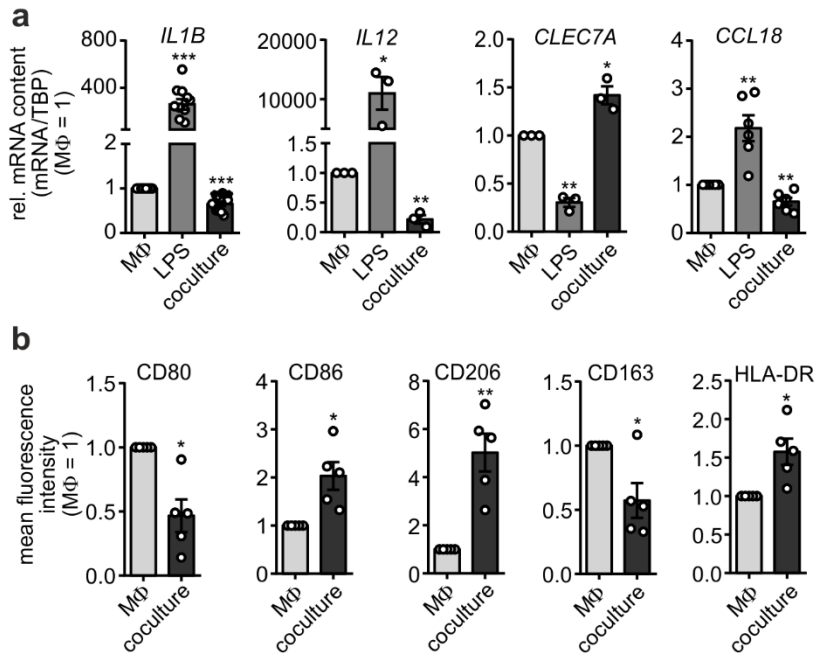 a
IL1B
IL12
CLEC7A
CCL18
rel. mRNA content
(mRNA/TBP)
(MΦ = 1)
800
400
2
1
0
***
***
MΦ
LPS
coculture
20000
10000
1.5
1.0
0.5
0.0
*
**
MΦ
LPS
coculture
2.0
1.5
1.0
0.5
0.0
**
*
MΦ
LPS
coculture
4
3
2
1
0
**
**
MΦ
LPS
coculture
b
CD80
CD86
CD206
CD163
HLA-DR
mean fluorescence
intensity
(MΦ = 1)
1.5
1.0
0.5
0.0
*
MΦ
coculture
4
3
2
1
0
*
MΦ
coculture
8
6
4
2
0
**
MΦ
coculture
1.5
1.0
0.5
0.0
*
MΦ
coculture
2.5
2.0
1.5
1.0
0.5
0.0
*
MΦ
coculture